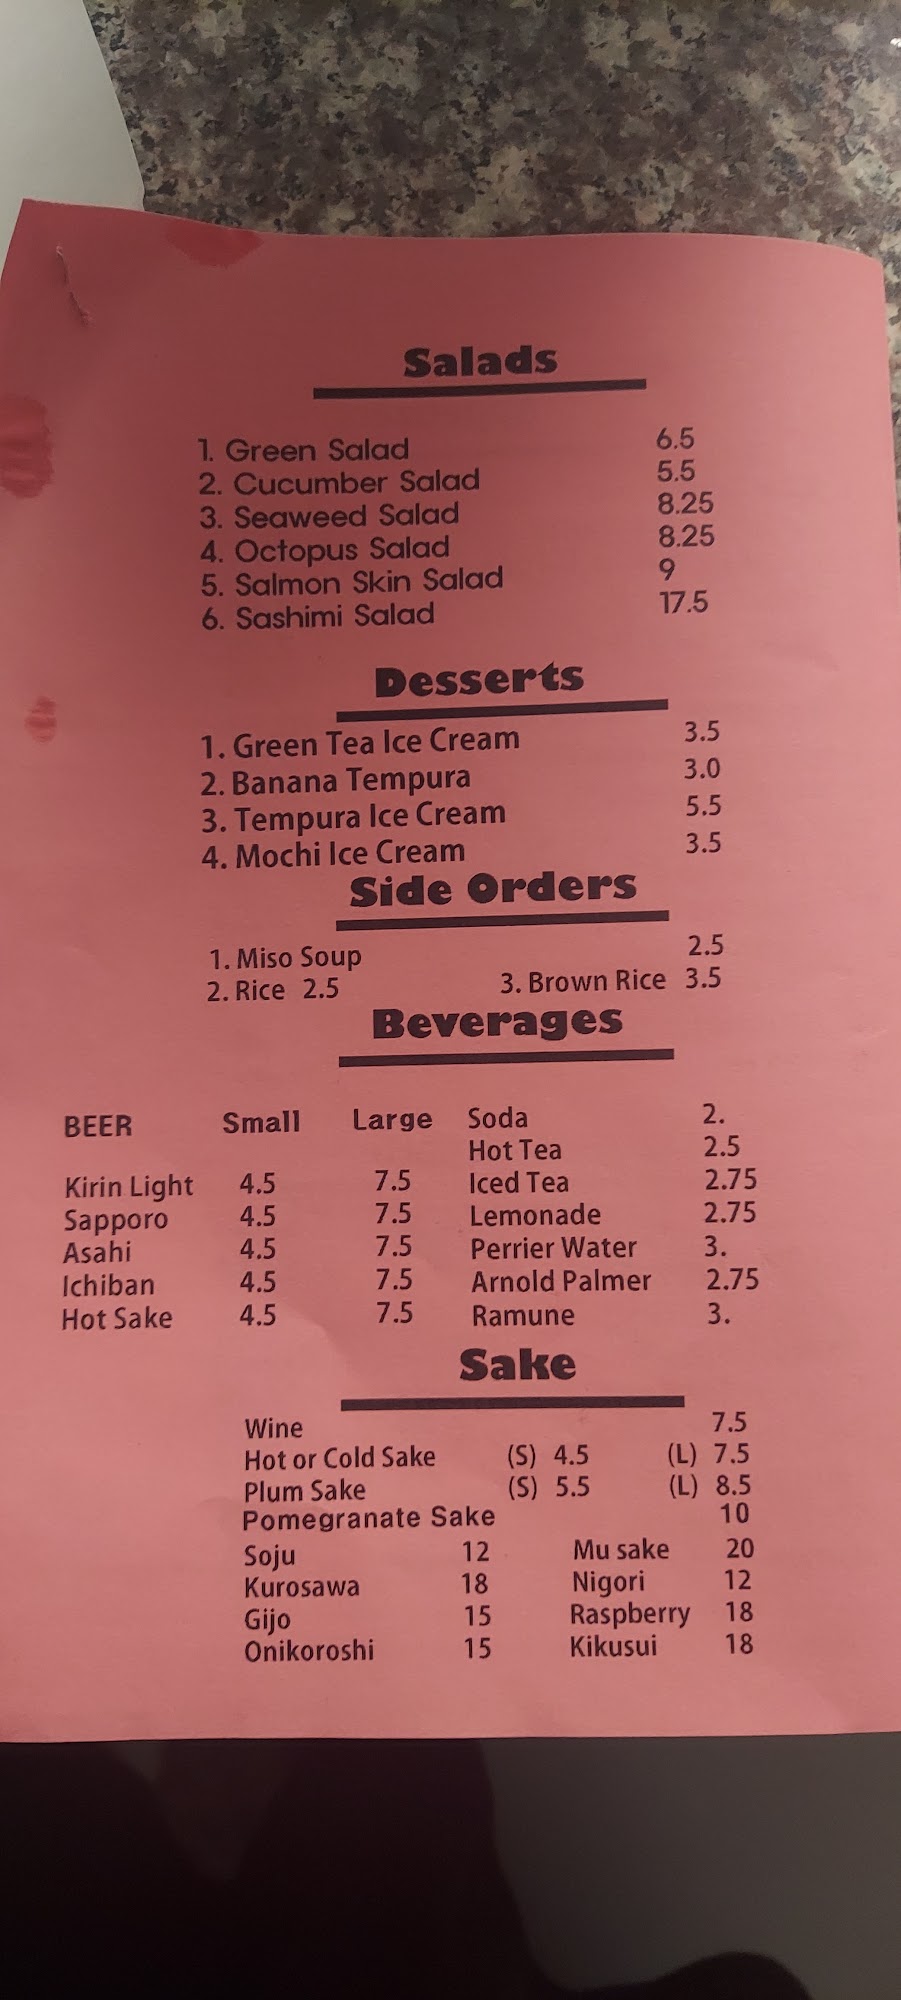 Salads
1. Green Salad 6.5
2. Cucumber Salad 5.5
3. Seaweed Salad 8.25
4. Octopus Salad 8.25
5. Salmon Skin Salad 9
6. Sashimi Salad 17.5
Desserts
1. Green Tea Ice Cream 3.5
2. Banana Tempura 3.0
3. Tempura Ice Cream 5.5
4. Mochi Ice Cream 3.5
Side Orders
1. Miso Soup 2.5
2. Rice 2.5 3. Brown Rice 3.5
Beverages
BEER Small Large Soda 2.
Hot Tea 2.5
Kirin Light 4.5 7.5 Iced Tea 2.75
Sapporo 4.5 7.5 Lemonade 2.75
Asahi 4.5 7.5 Perrier Water 3.
Ichiban 4.5 7.5 Arnold Palmer 2.75
Hot Sake 4.5 7.5 Ramune 3.
Sake
Wine 7.5
Hot or Cold Sake (S) 4.5 (L) 7.5
Plum Sake (S) 5.5 (L) 8.5
Pomegranate Sake 10
Soju 12 Mu sake 20
Kurosawa 18 Nigori 12
Gijo 15 Raspberry 18
Onikoroshi 15 Kikusui 18